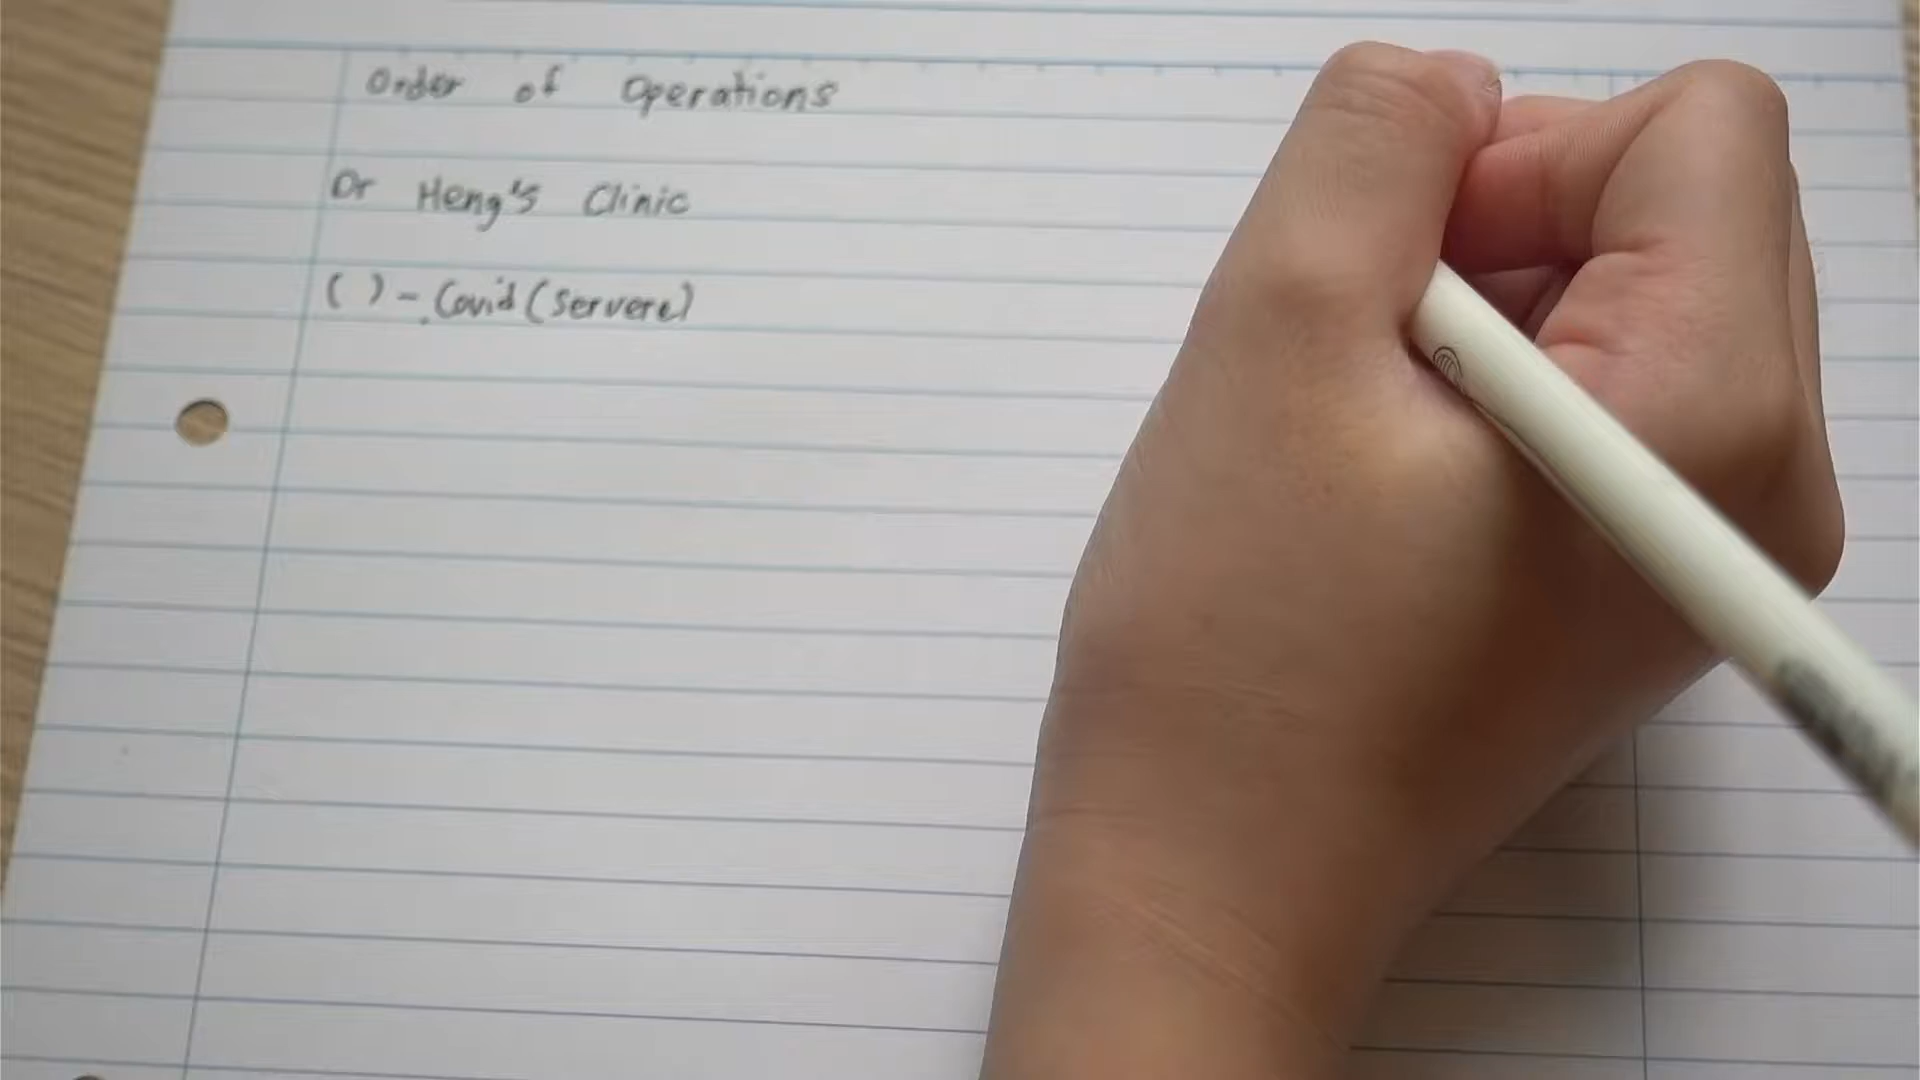 Order of Operations
Dr Heng's Clinic
( ) - Covid (Servere)